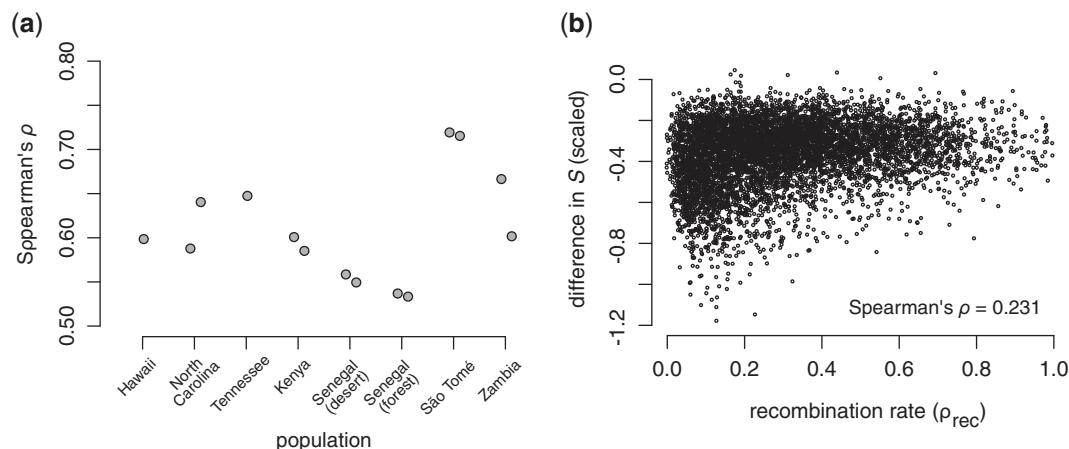 (a)
0.80
0.70
0.60
0.50
Sppearman's ρ
Hawaii
North
Carolina
Tennessee
Kenya
Senegal
(desert)
Senegal
(forest)
São Tomé
Zambia
population
(b)
0.0
-0.4
-0.8
-1.2
difference in S (scaled)
Spearman's ρ = 0.231
0.0 0.2 0.4 0.6 0.8 1.0
recombination rate (ρrec)